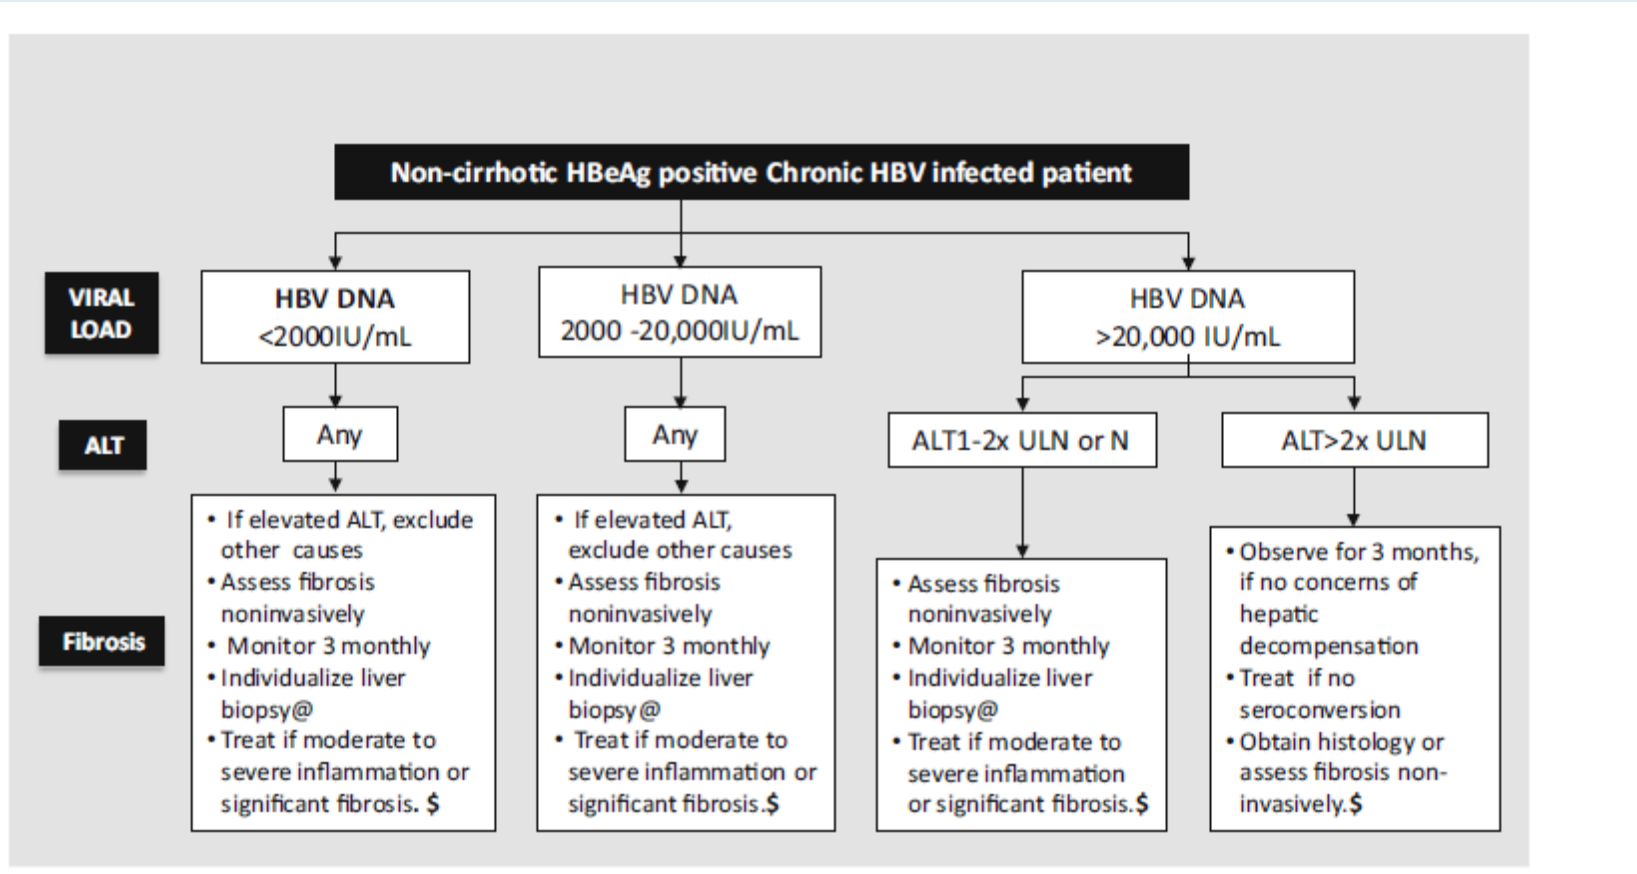 Non-cirrhotic HBeAg positive Chronic HBV infected patient
VIRAL
LOAD
HBV DNA
<2000IU/mL
HBV DNA
2000 -20,000IU/mL
HBV DNA
>20,000 IU/mL
ALT
Any
Any
ALT1-2x ULN or N
ALT>2x ULN
Fibrosis
• If elevated ALT, exclude
other causes
• Assess fibrosis
noninvasively
• Monitor 3 monthly
• Individualize liver
biopsy@
• Treat if moderate to
severe inflammation or
significant fibrosis. $
• If elevated ALT,
exclude other causes
• Assess fibrosis
noninvasively
• Monitor 3 monthly
• Individualize liver
biopsy@
• Treat if moderate to
severe inflammation or
significant fibrosis.$
• Assess fibrosis
noninvasively
• Monitor 3 monthly
• Individualize liver
biopsy@
• Treat if moderate to
severe inflammation
or significant fibrosis.$
• Observe for 3 months,
if no concerns of
hepatic
decompensation
• Treat if no
seroconversion
• Obtain histology or
assess fibrosis non-
invasively.$